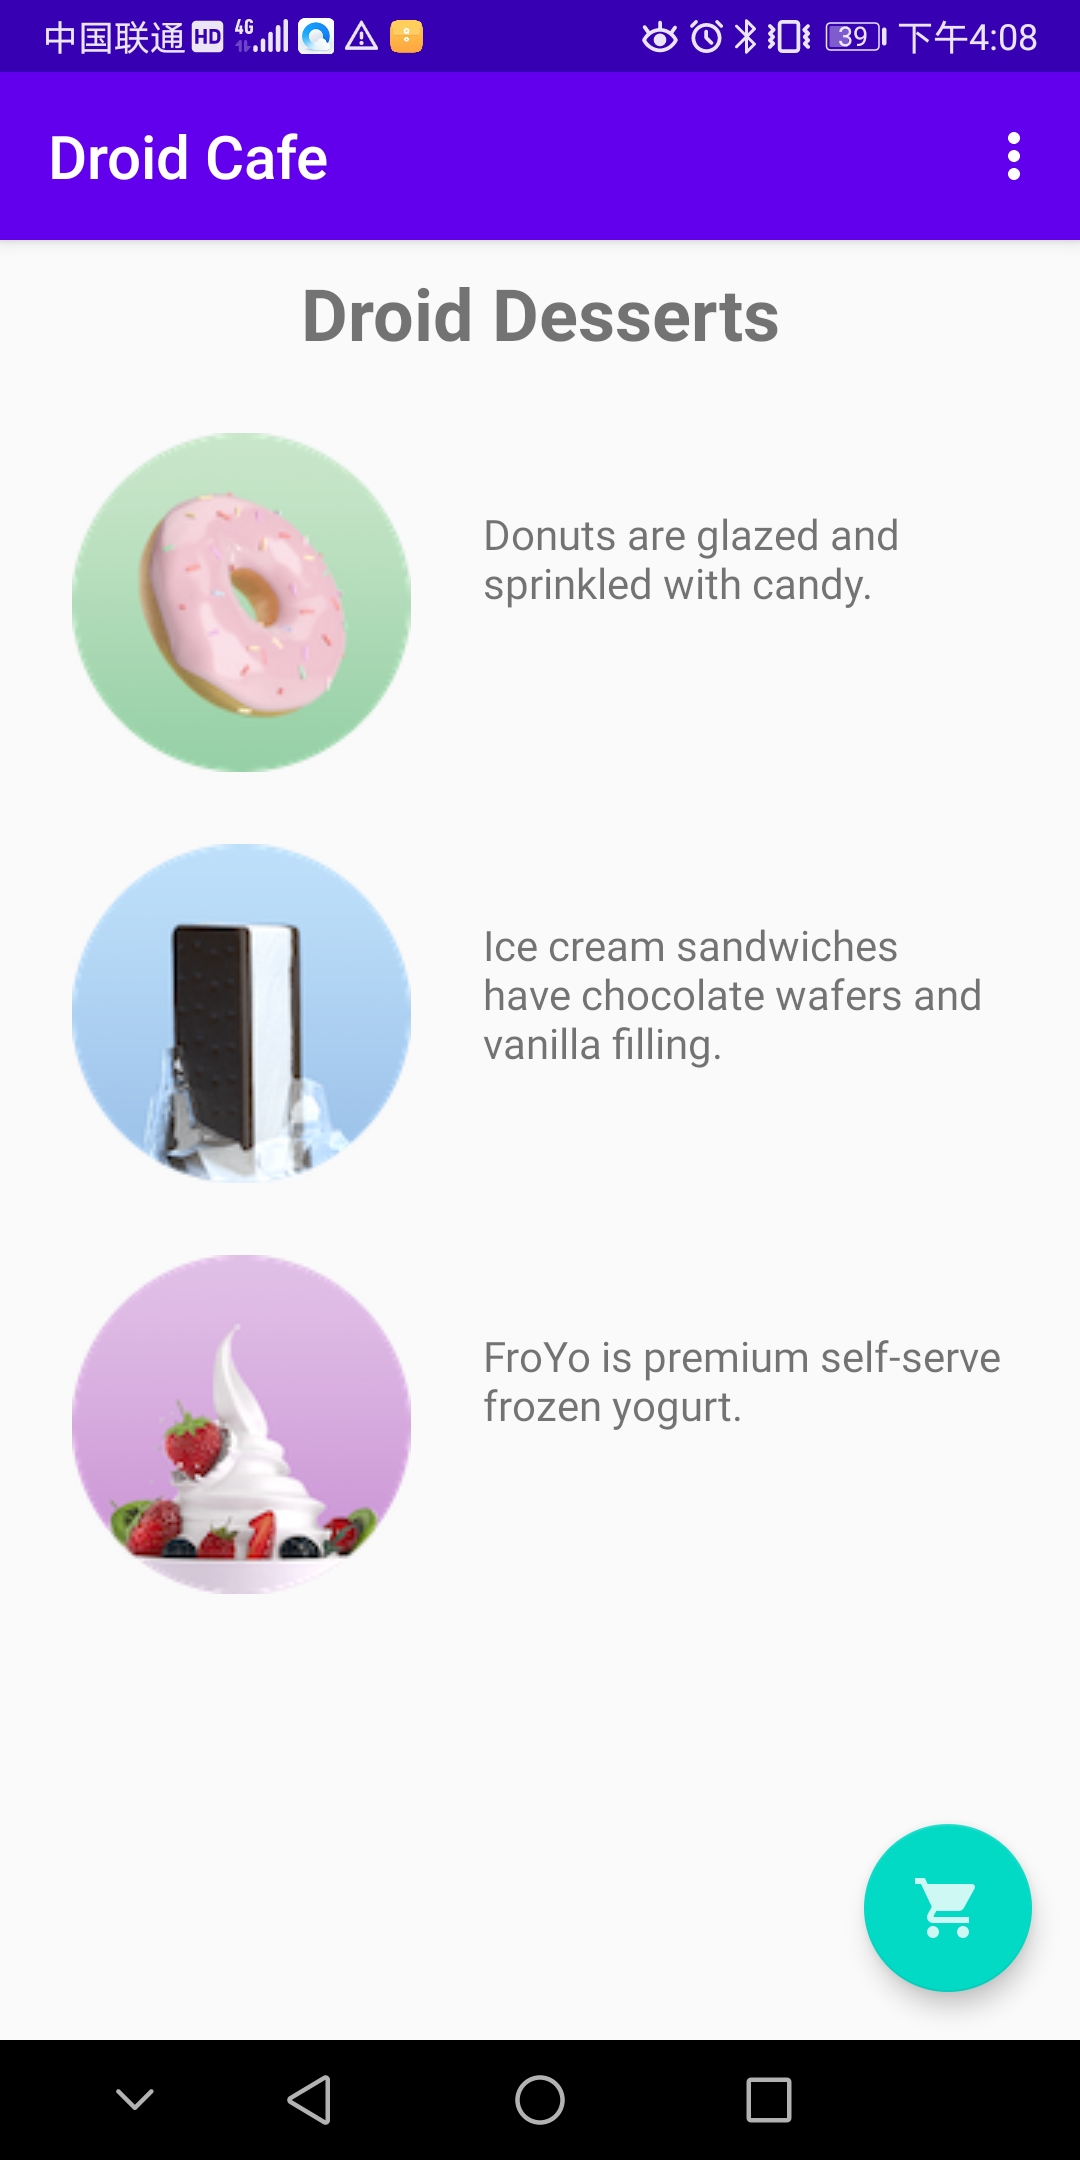 中国联通 HD 4G 39 下午4:08
Droid Cafe
Droid Desserts
Donuts are glazed and
sprinkled with candy.
Ice cream sandwiches
have chocolate wafers and
vanilla filling.
FroYo is premium self-serve
frozen yogurt.